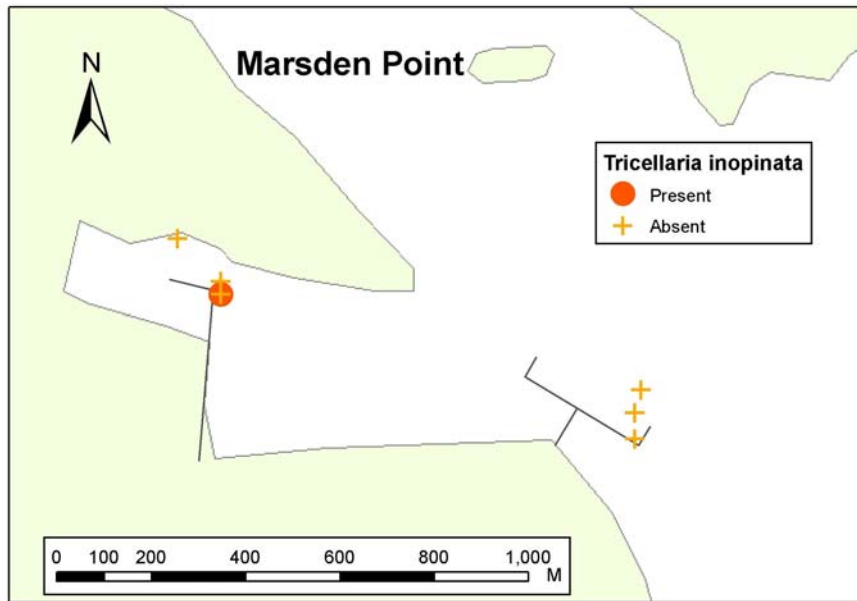 Marsden Point
N
Tricellaria inopinata
Present
Absent
0 100 200 400 600 800 1,000
M